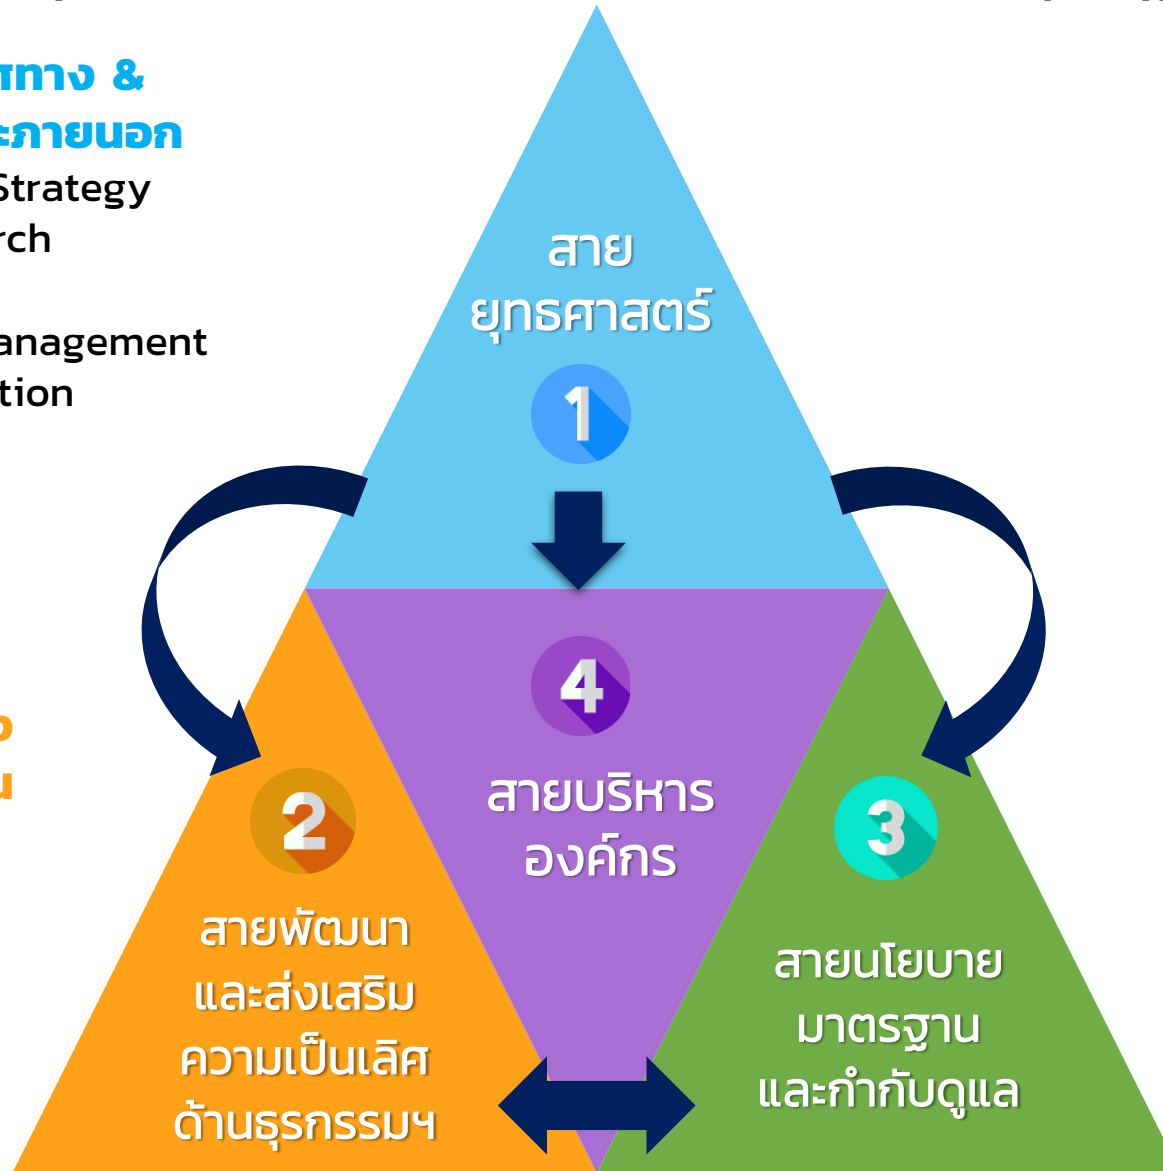 สาย
ยุทธศาสตร์
1
4
สายบริหาร
องค์กร
2
สายพัฒนา
และส่งเสริม
ความเป็นเลิศ
ด้านธุรกรรมฯ
3
สายนโยบาย
มาตรฐาน
และกำกับดูแล
ศทาง &
ะภายนอก
Strategy
rch
anagement
tion
น